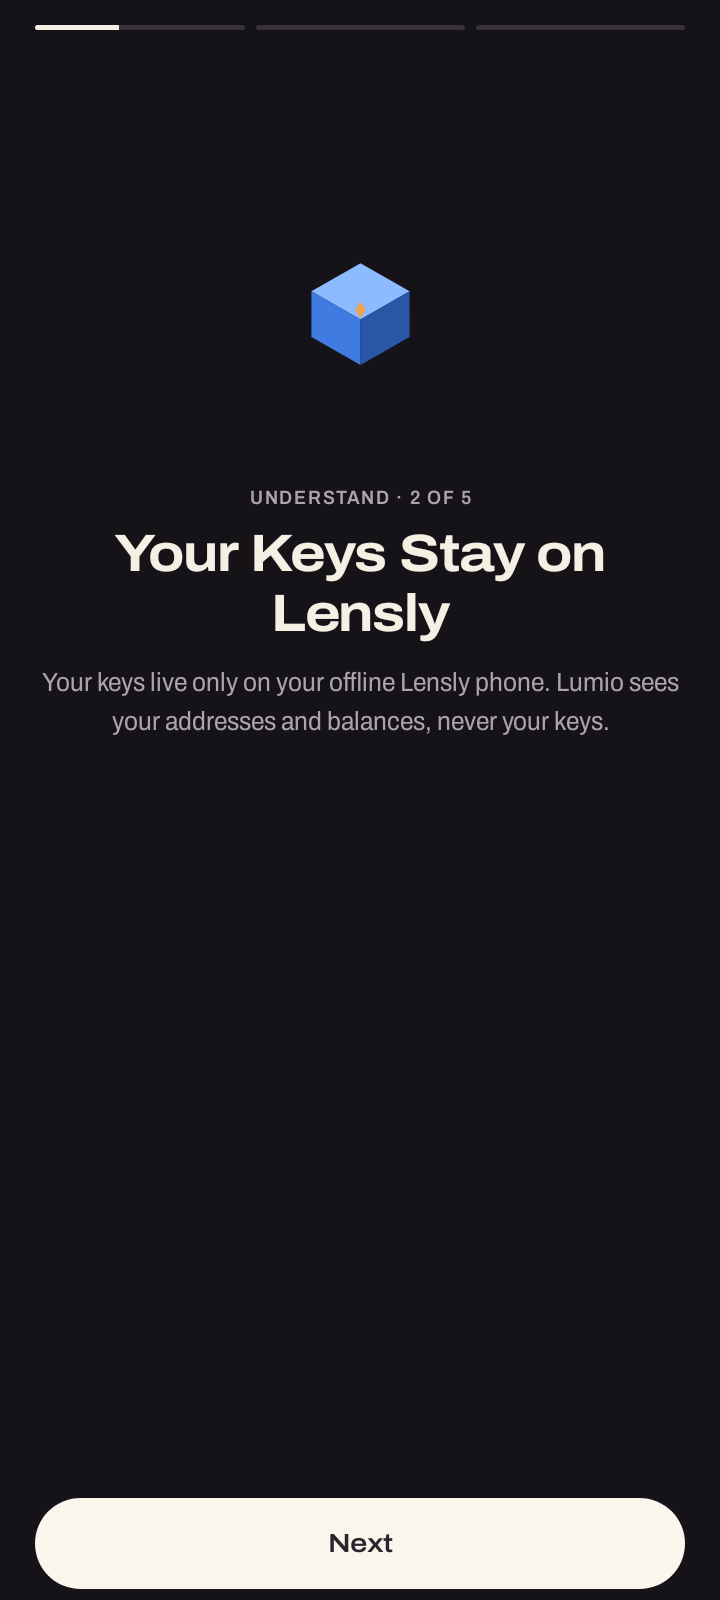 UNDERSTAND · 2 OF 5
Your Keys Stay on
Lensly
Your keys live only on your offline Lensly phone. Lumio sees
your addresses and balances, never your keys.
Next